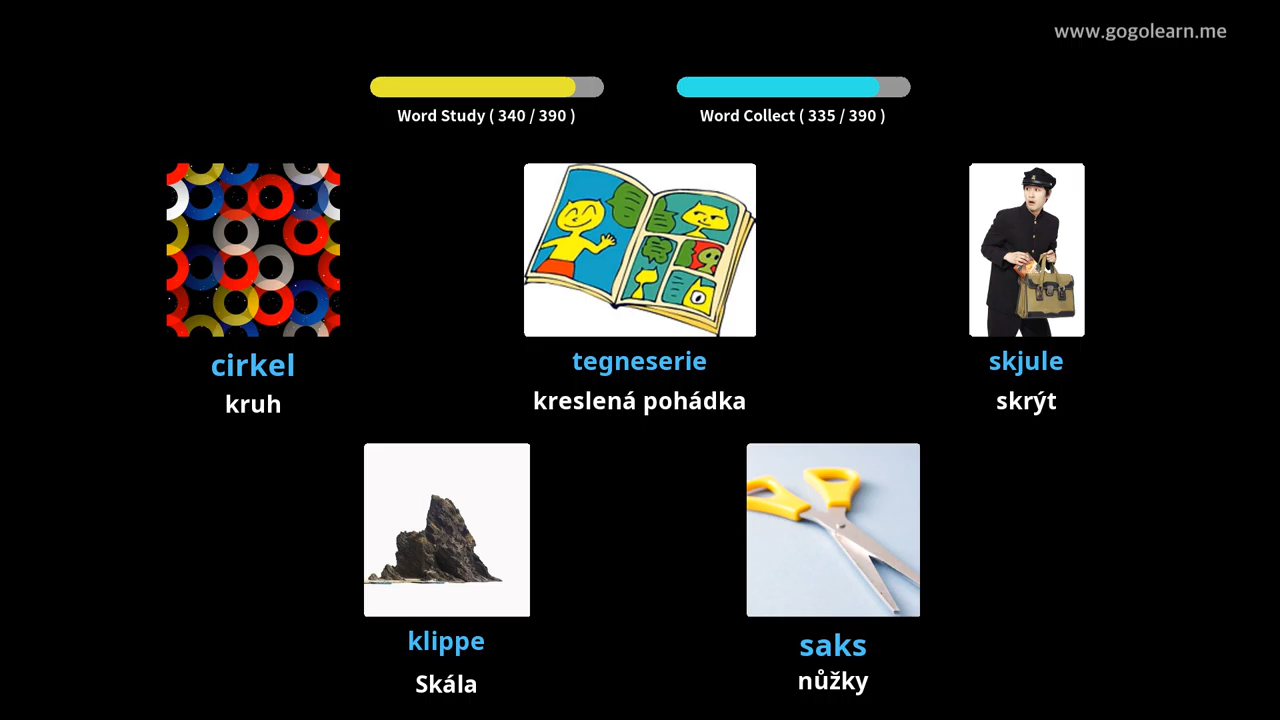 www.gogolearn.me
Word Study ( 340 / 390 )
Word Collect ( 335 / 390 )
cirkel
kruh
tegneserie
kreslená pohádka
skjule
skrýt
klippe
Skála
saks
nůžky